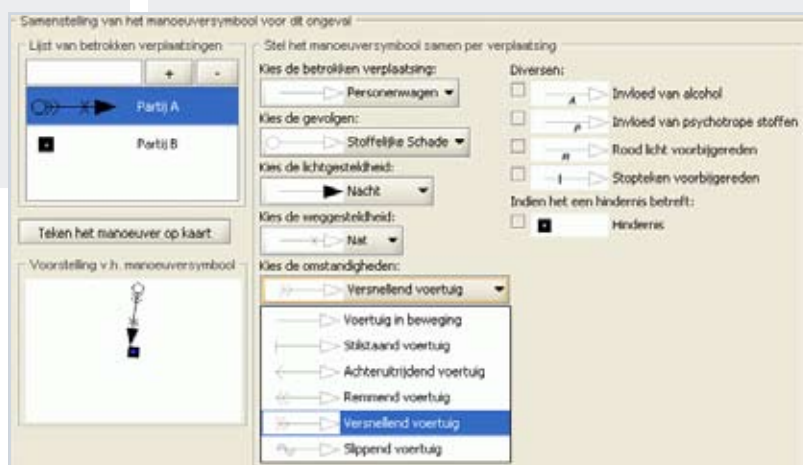 Samenstelling van het manoeuversymbool voor dit ongeval
Lijst van betrokken verplaatsingen
+ -
Partij A
Partij B
Teken het manoeuver op kaart
Voorstelling v.h. manoeuversymbool
Stel het manoeuversymbool samen per verplaatsing
Kies de betrokken verplaatsing:
Personenwagen
Kies de gevolgen:
Stoffelijke Schade
Kies de lichtgesteldheid:
Nacht
Kies de weggesteldheid:
Nat
Kies de omstandigheden:
Versnellend voertuig
Voertuig in beweging
Stilstaand voertuig
Achteruitrijdend voertuig
Remmend voertuig
Versnellend voertuig
Slippend voertuig
Diversen:
A Invloed van alcohol
P Invloed van psychotrope stoffen
R Rood licht voorbijgereden
Stopteken voorbijgereden
Indien het een hindernis betreft:
Hindernis